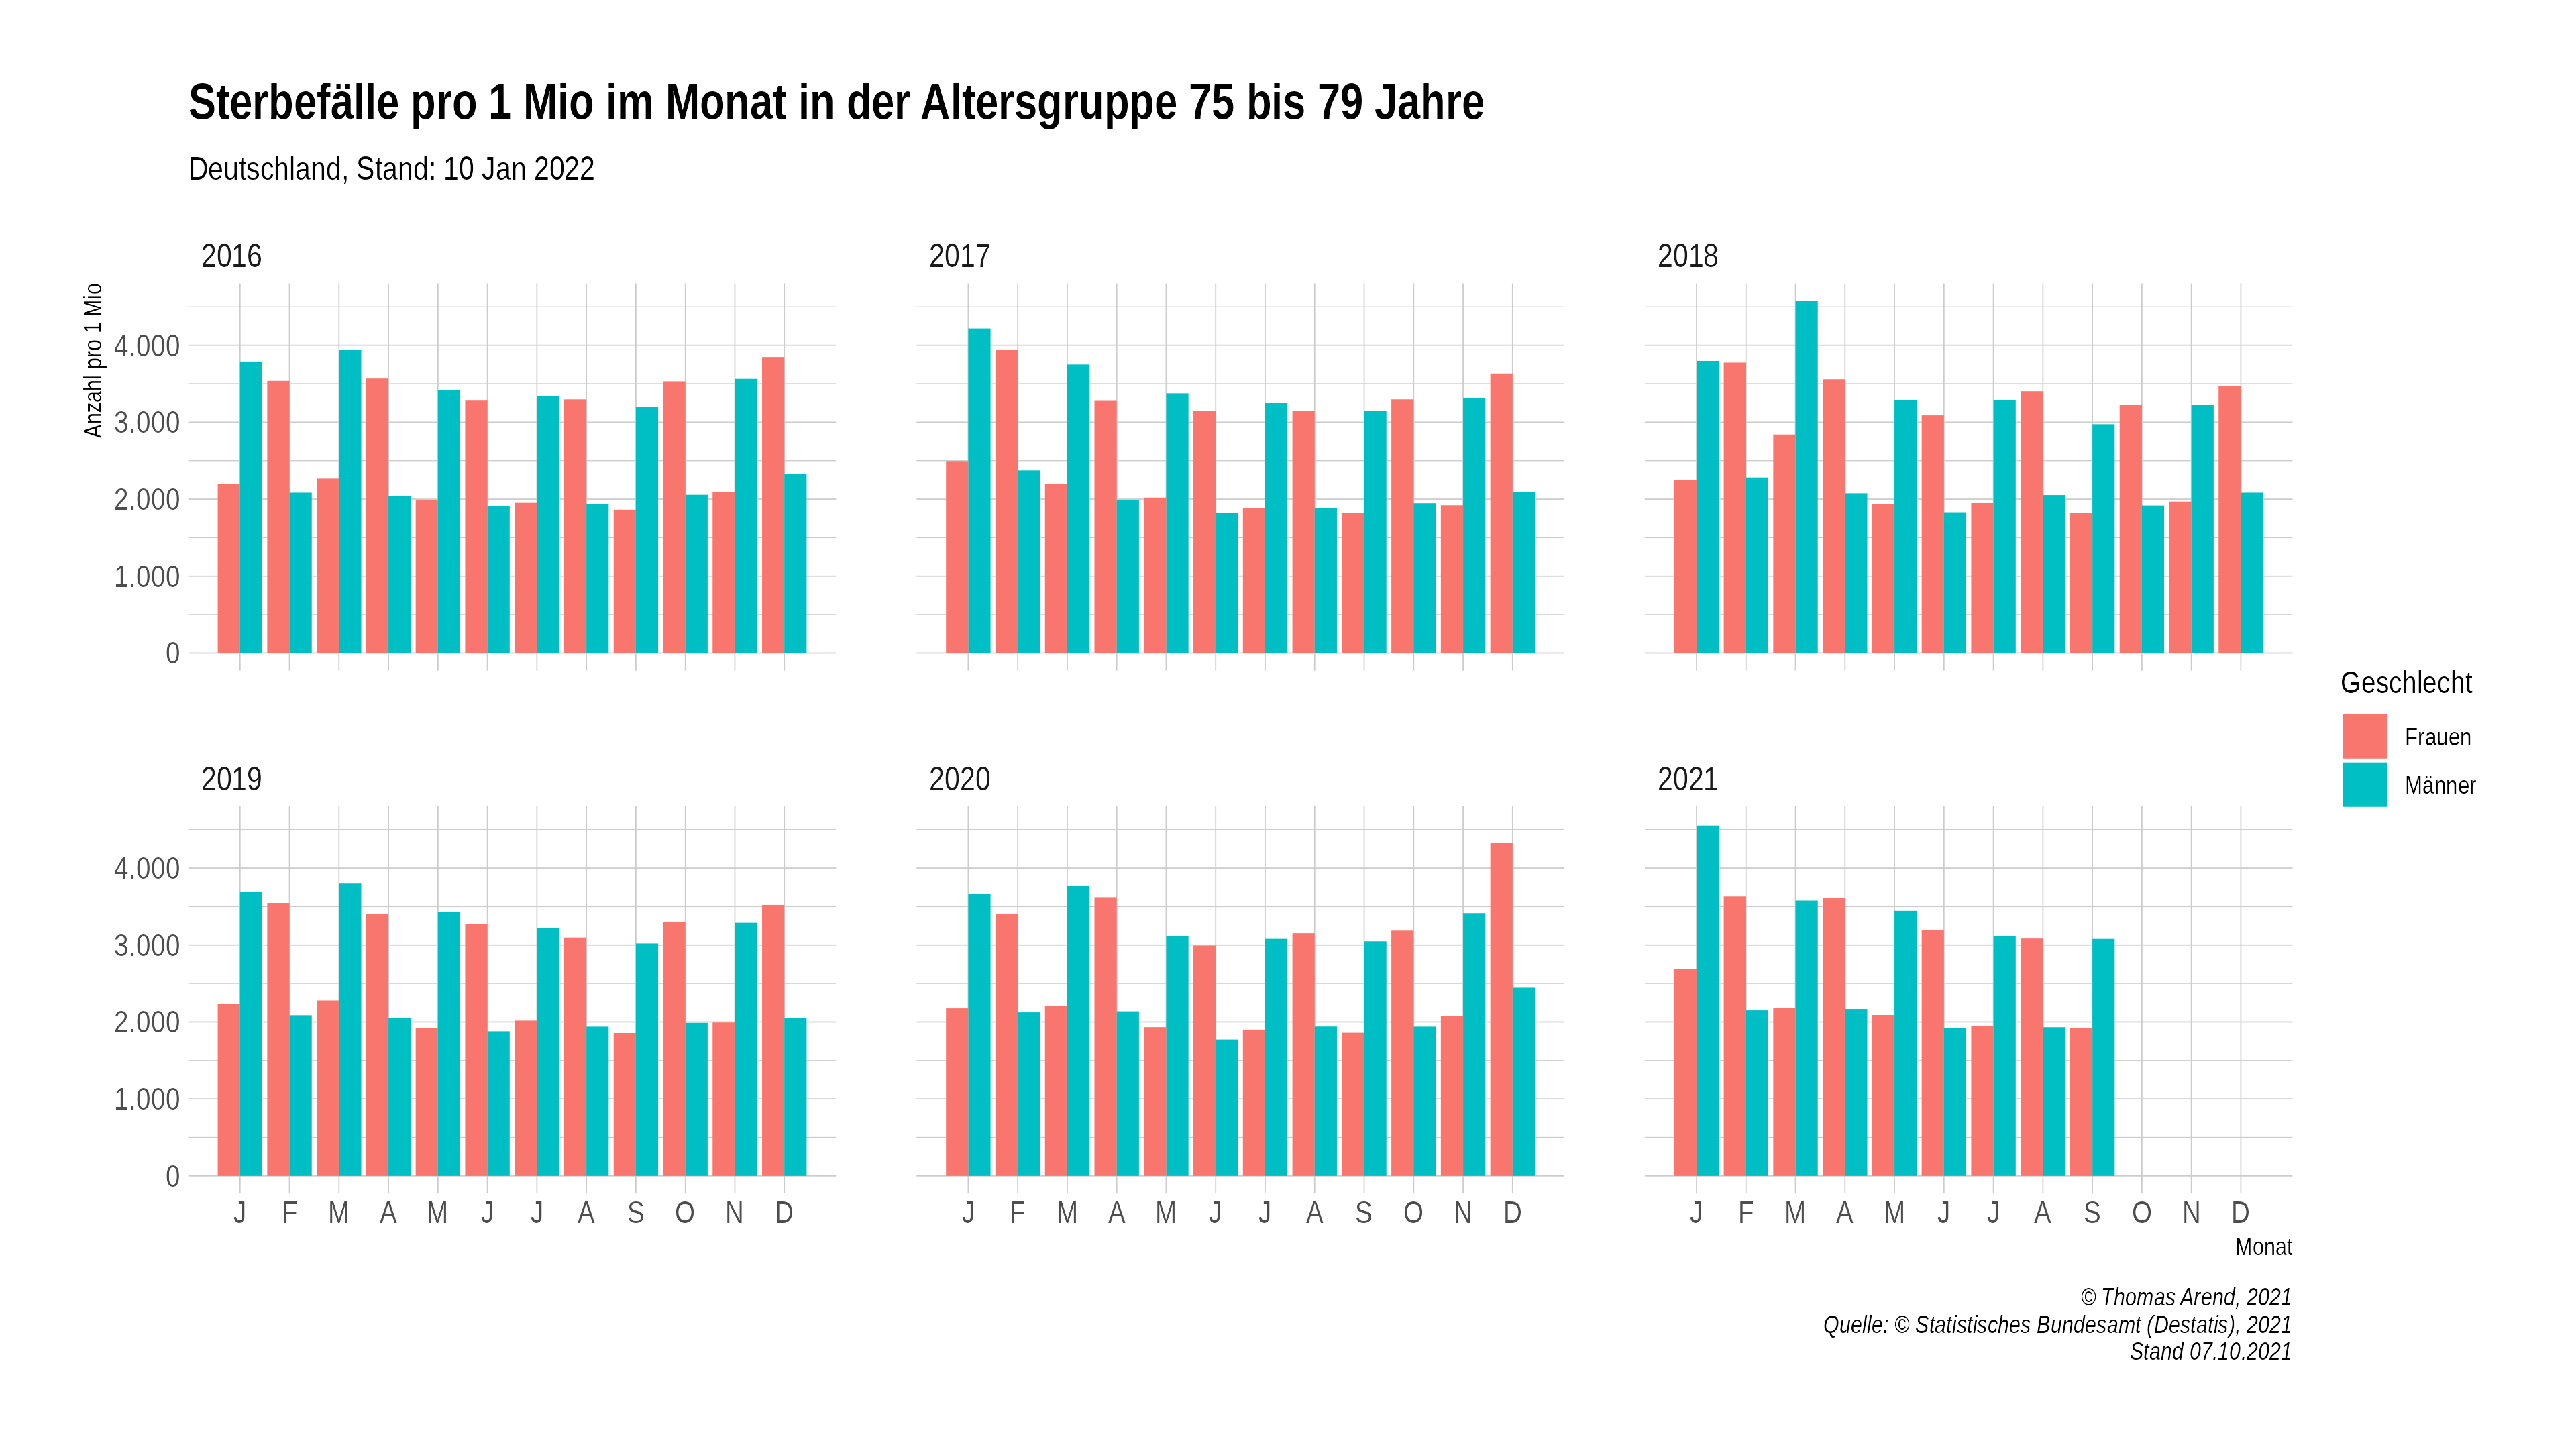 Sterbefälle pro 1 Mio im Monat in der Altersgruppe 75 bis 79 Jahre
Deutschland, Stand: 10 Jan 2022
2016
2017
2018
Anzahl pro 1 Mio
4.000
3.000
2.000
1.000
0
Geschlecht
Frauen
Männer
2019
2020
2021
4.000
3.000
2.000
1.000
0
J F M A M J J A S O N D
J F M A M J J A S O N D
J F M A M J J A S O N D
Monat
© Thomas Arend, 2021
Quelle: © Statistisches Bundesamt (Destatis), 2021
Stand 07.10.2021